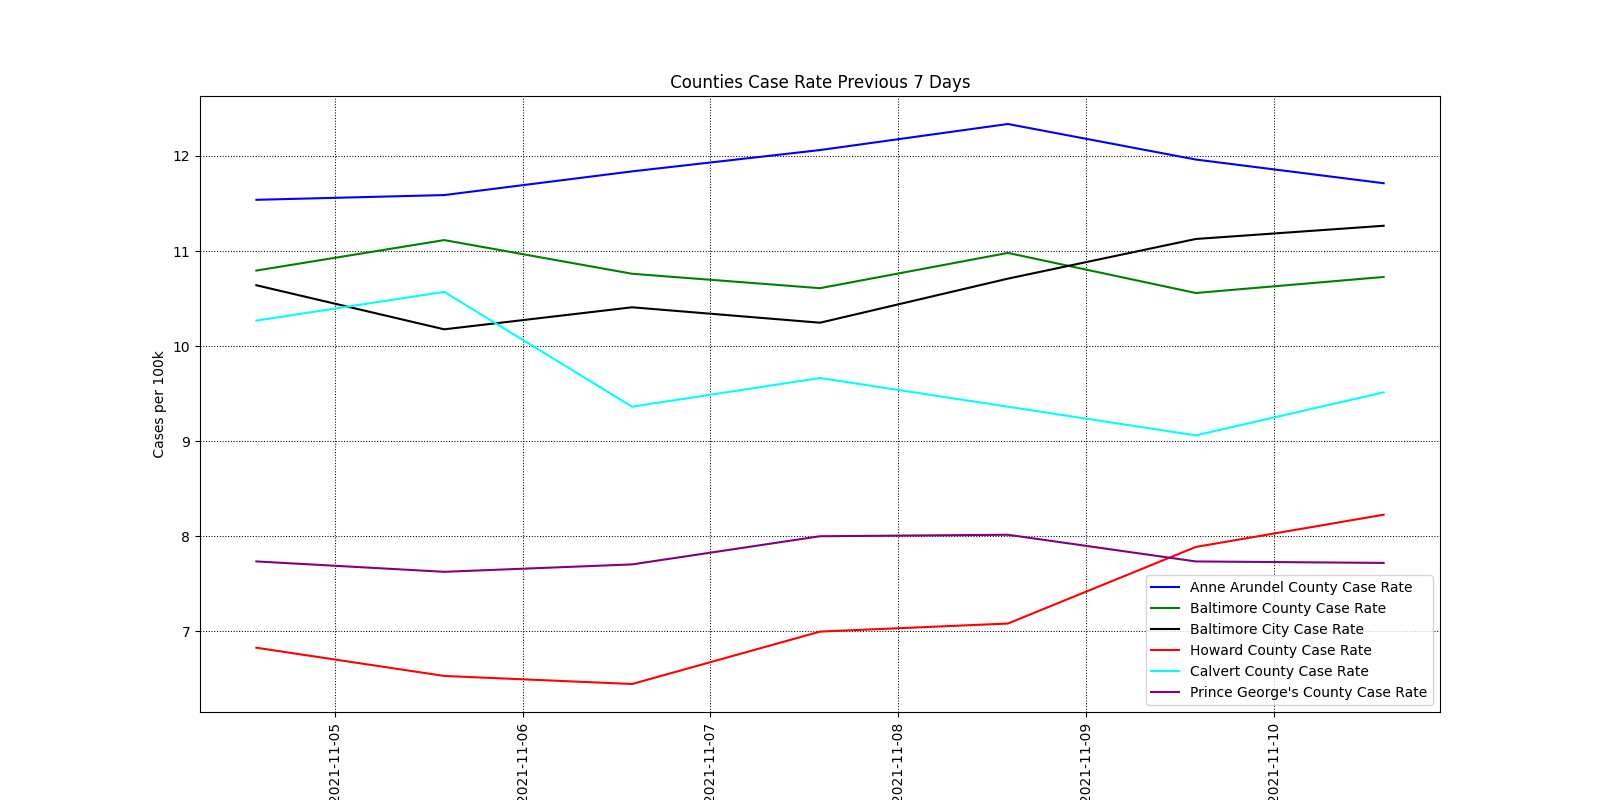 Counties Case Rate Previous 7 Days
Cases per 100k
12
11
10
9
8
7
Anne Arundel County Case Rate
Baltimore County Case Rate
Baltimore City Case Rate
Howard County Case Rate
Calvert County Case Rate
Prince George's County Case Rate
2021-11-05
2021-11-06
2021-11-07
2021-11-08
2021-11-09
2021-11-10